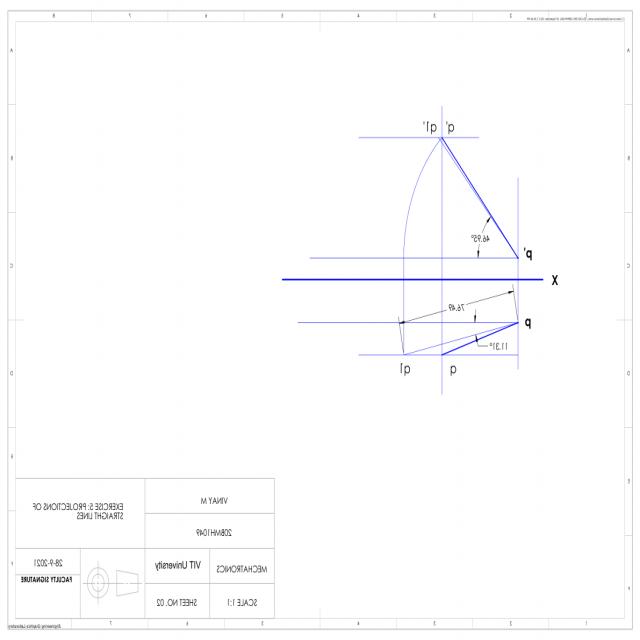 q' q1'
46.95°
p'
X
76.49
p
11.31°
q q1
VINAY M
EXERCISE 5: PROJECTIONS OF
STRAIGHT LINES
20BMH1049
MECHATRONICS
VIT University
28-9-2021
FACULTY SIGNATURE
SCALE 1:1
SHEET NO. 02